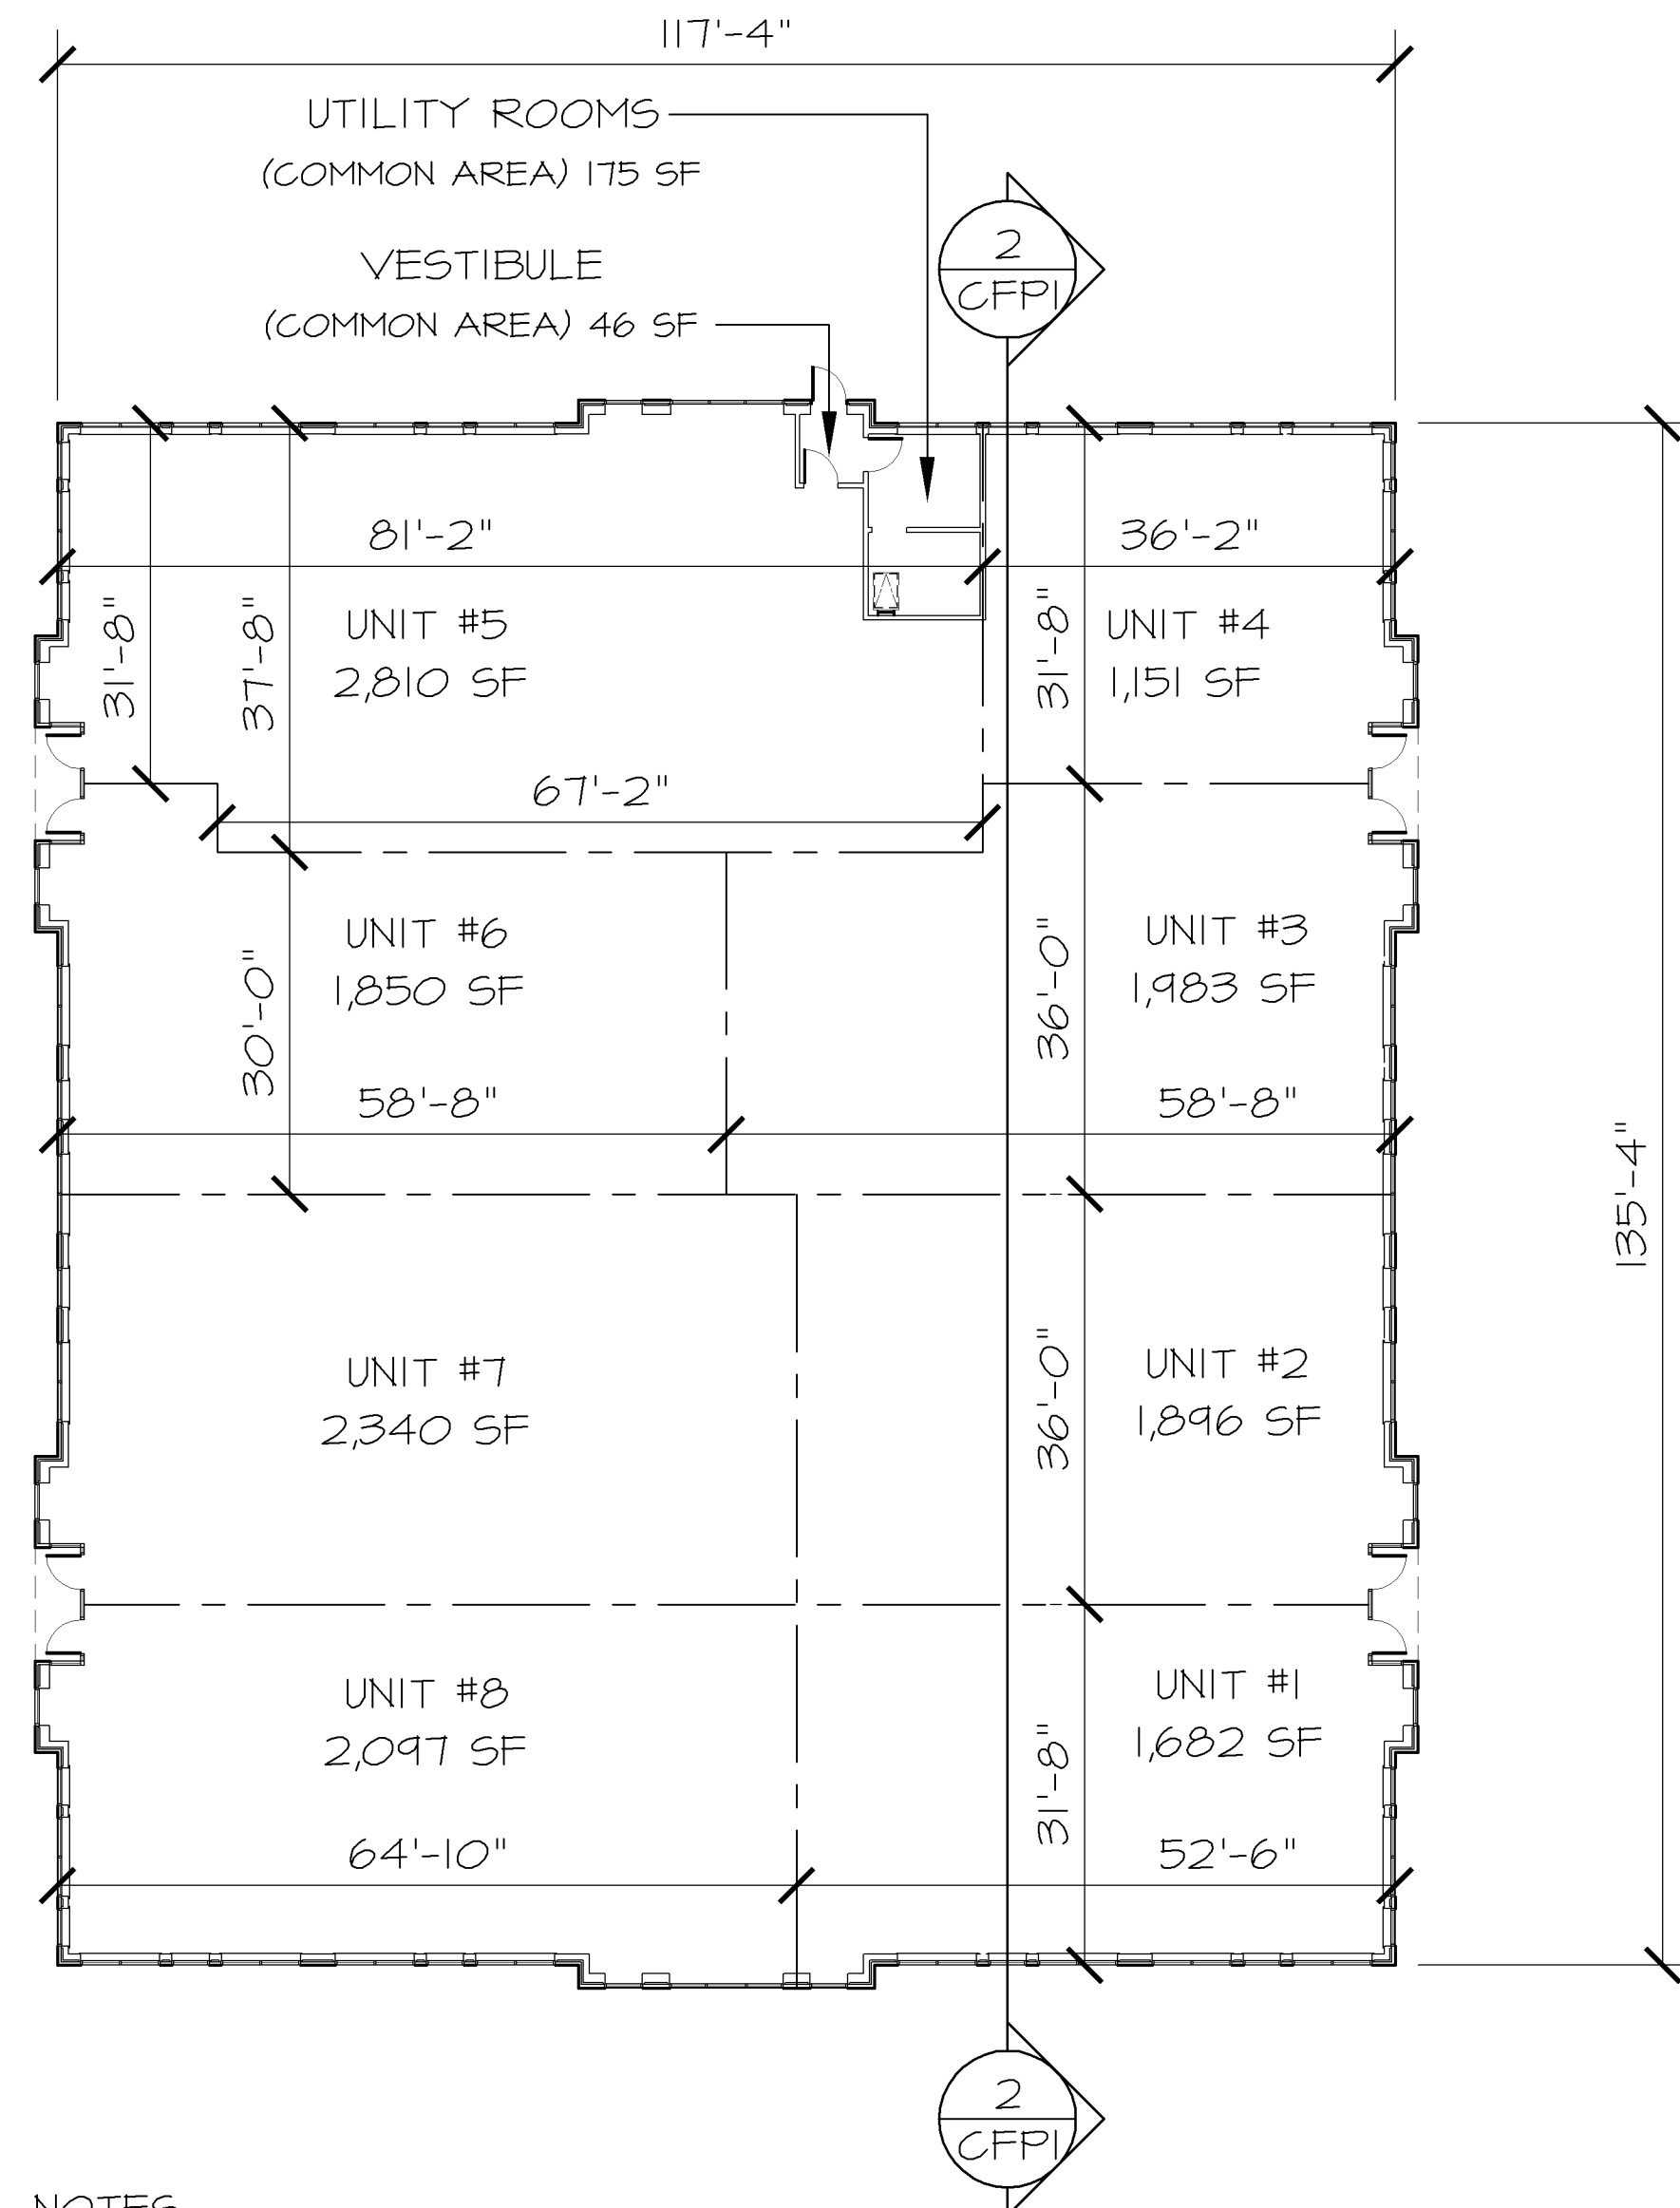 117'-4"
UTILITY ROOMS
(COMMON AREA) 175 SF
VESTIBULE
(COMMON AREA) 46 SF
2
CFP1
81'-2"
36'-2"
31'-8"
37'-8"
UNIT #5
2,810 SF
31'-8"
UNIT #4
1,151 SF
67'-2"
UNIT #6
1,850 SF
30'-0"
58'-8"
36'-0"
UNIT #3
1,983 SF
58'-8"
135'-4"
UNIT #7
2,340 SF
36'-0"
UNIT #2
1,896 SF
UNIT #8
2,097 SF
64'-10"
31'-8"
UNIT #1
1,682 SF
52'-6"
2
CFP1
NOTES